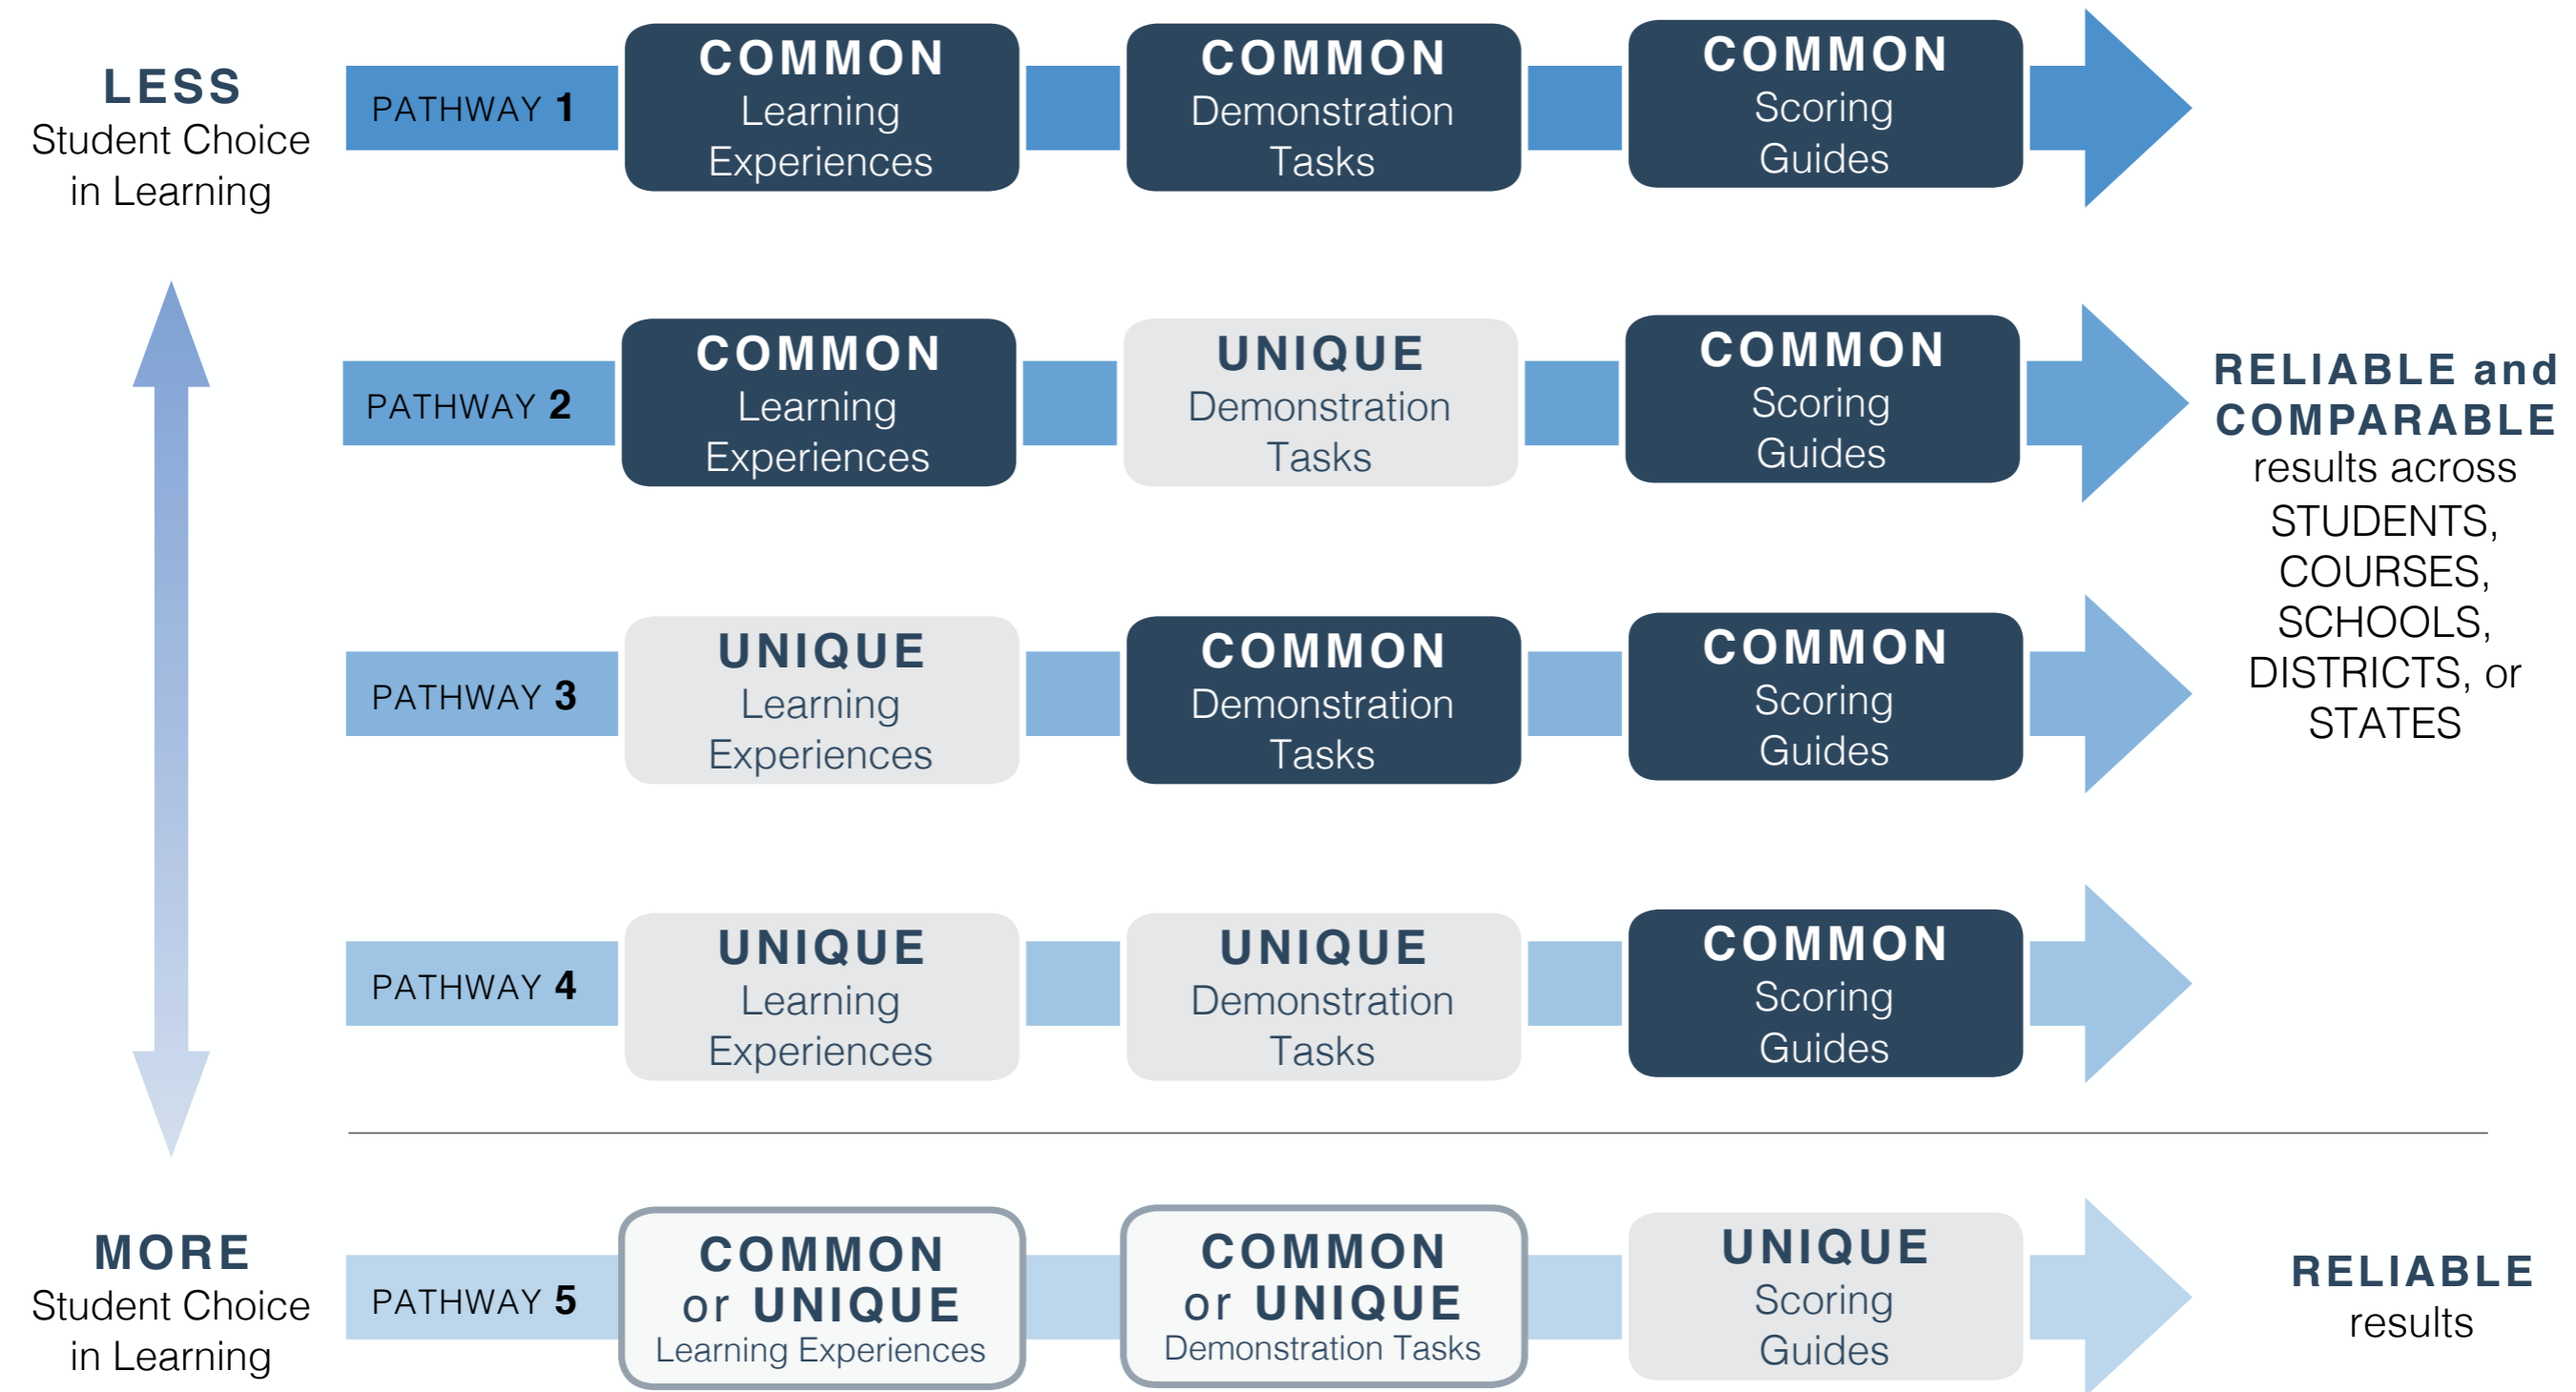 LESS
Student Choice
in Learning
PATHWAY 1
COMMON
Learning
Experiences
COMMON
Demonstration
Tasks
COMMON
Scoring
Guides
PATHWAY 2
COMMON
Learning
Experiences
UNIQUE
Demonstration
Tasks
COMMON
Scoring
Guides
PATHWAY 3
UNIQUE
Learning
Experiences
COMMON
Demonstration
Tasks
COMMON
Scoring
Guides
PATHWAY 4
UNIQUE
Learning
Experiences
UNIQUE
Demonstration
Tasks
COMMON
Scoring
Guides
RELIABLE and
COMPARABLE
results across
STUDENTS,
COURSES,
SCHOOLS,
DISTRICTS, or
STATES
MORE
Student Choice
in Learning
PATHWAY 5
COMMON
or UNIQUE
Learning Experiences
COMMON
or UNIQUE
Demonstration Tasks
UNIQUE
Scoring
Guides
RELIABLE
results